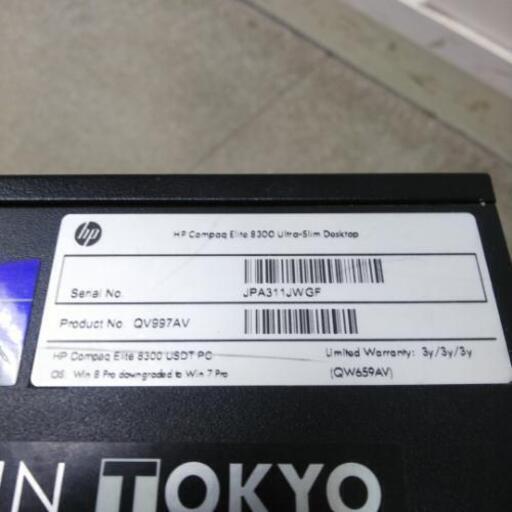 hp
HP Compaq Elite 8300 Ultra-Slim Desktop
Serial No. JPA311JWGF
Product No. QV997AV
HP Compaq Elite 8300 USDT PC Limited Warranty: 3y/3y/3y
OS: Win 8 Pro downgraded to Win 7 Pro (QW659AV)
IN TOKYO